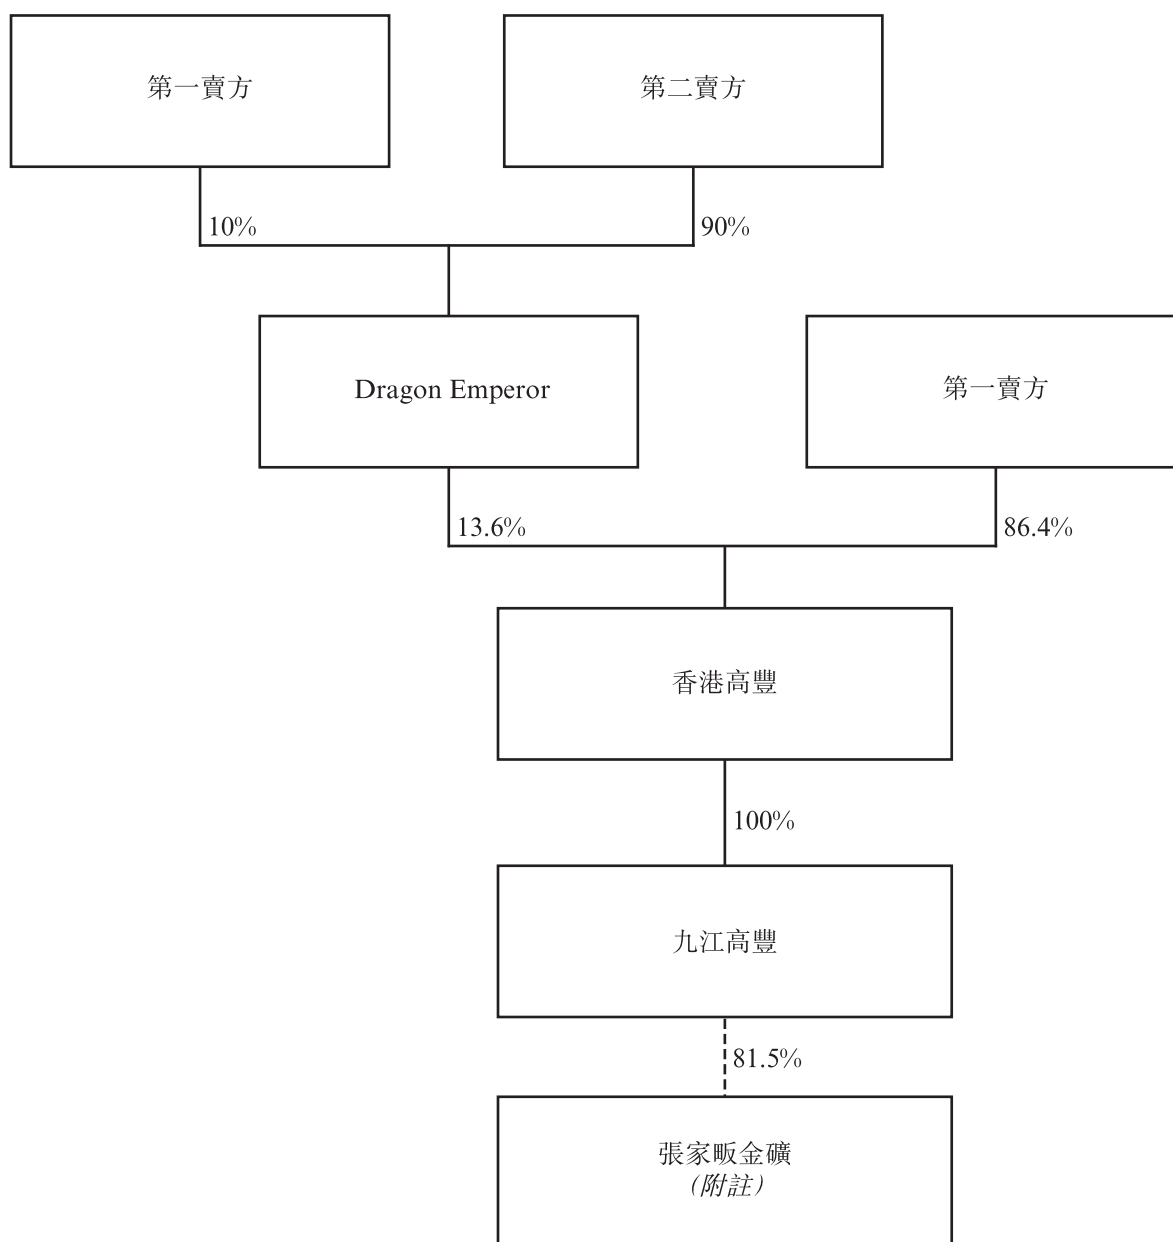 第一賣方
第二賣方
10%
90%
Dragon Emperor
第一賣方
13.6%
86.4%
香港高豐
100%
九江高豐
81.5%
張家畈金礦
(附註)